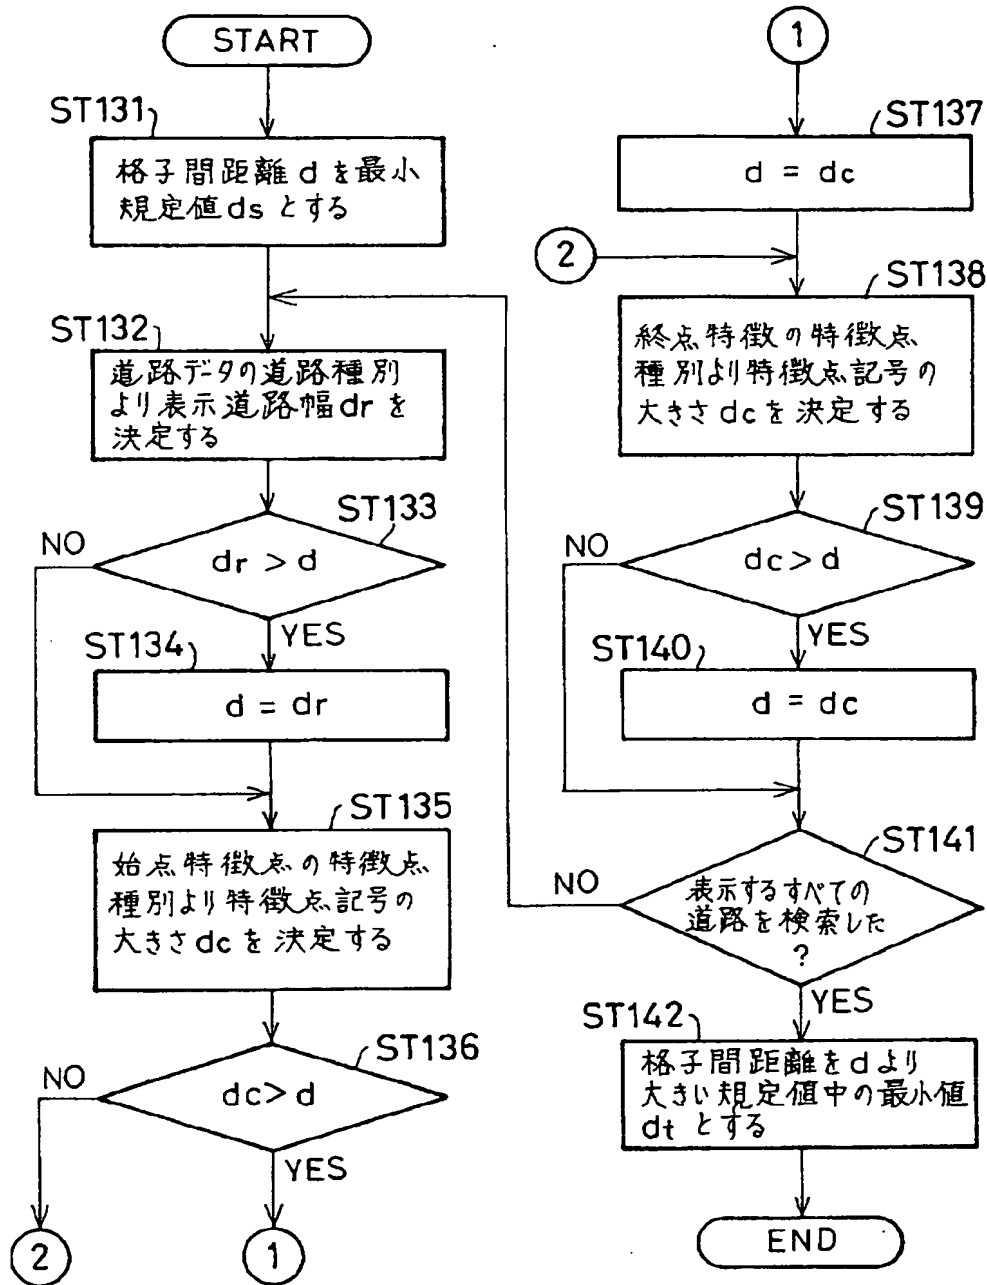 START
ST131
格子間距離dを最小
規定値dsとする
ST132
道路データの道路種別
より表示道路幅drを
決定する
ST133
dr > d
NO
YES
ST134
d = dr
ST135
始点特徴点の特徴点
種別より特徴点記号の
大きさdcを決定する
ST136
dc > d
NO
YES
2
1
1
ST137
d = dc
2
ST138
終点特徴の特徴点
種別より特徴点記号の
大きさdcを決定する
ST139
dc > d
NO
YES
ST140
d = dc
ST141
表示するすべての
道路を検索した
?
NO
YES
ST142
格子間距離をdより
大きい規定値中の最小値
dtとする
END